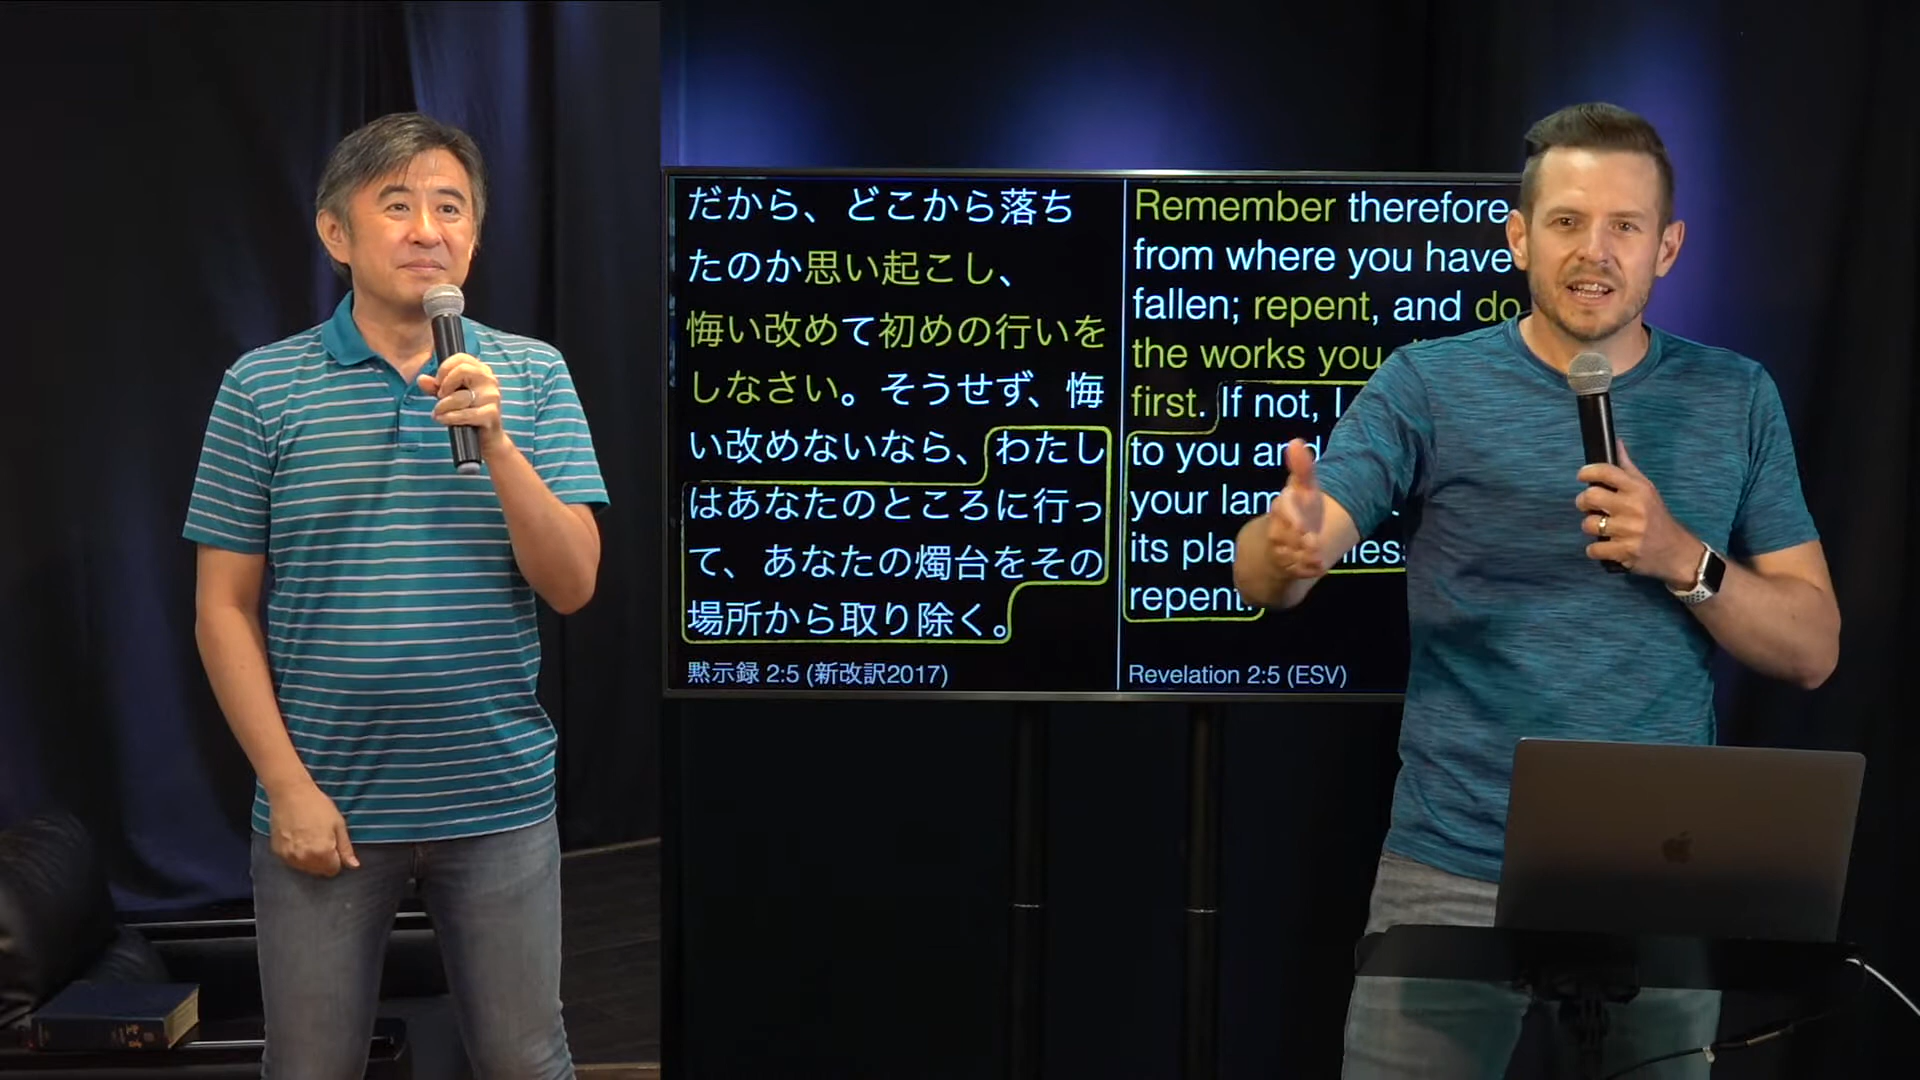 だから、どこから落ち
たのか思い起こし、
悔い改めて初めの行いを
しなさい。そうせず、悔
い改めないなら、わたし
はあなたのところに行っ
て、あなたの燭台をその
場所から取り除く。
黙示録 2:5 (新改訳2017)
Remember therefore
from where you have
fallen; repent, and do
the works you
first. If not, I
to you and
your
its
repent.
Revelation 2:5 (ESV)